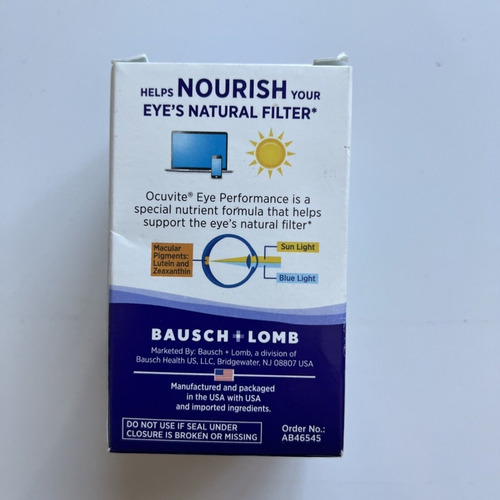 HELPS NOURISH YOUR
EYE'S NATURAL FILTER*
Ocuvite® Eye Performance is a
special nutrient formula that helps
support the eye's natural filter*
Macular
Pigments:
Lutein and
Zeaxanthin
Sun Light
Blue Light
BAUSCH + LOMB
Marketed By: Bausch + Lomb, a division of
Bausch Health US, LLC, Bridgewater, NJ 08807 USA
Manufactured and packaged
in the USA with USA
and imported ingredients.
DO NOT USE IF SEAL UNDER
CLOSURE IS BROKEN OR MISSING
Order No.:
AB46545